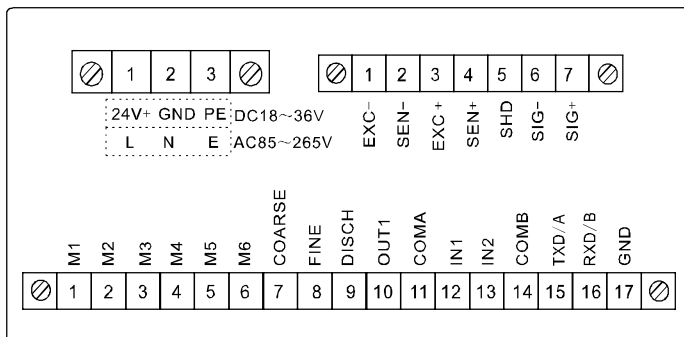 1 2 3
24V+ GND PE DC18~36V
L N E AC85~265V
1 2 3 4 5 6 7
EXC- SEN- EXC+ SEN+ SHD SIG- SIG+
M1 M2 M3 M4 M5 M6 COARSE FINE DISCH OUT1 COMA IN1 IN2 COMB TXD/A RXD/B GND
1 2 3 4 5 6 7 8 9 10 11 12 13 14 15 16 17